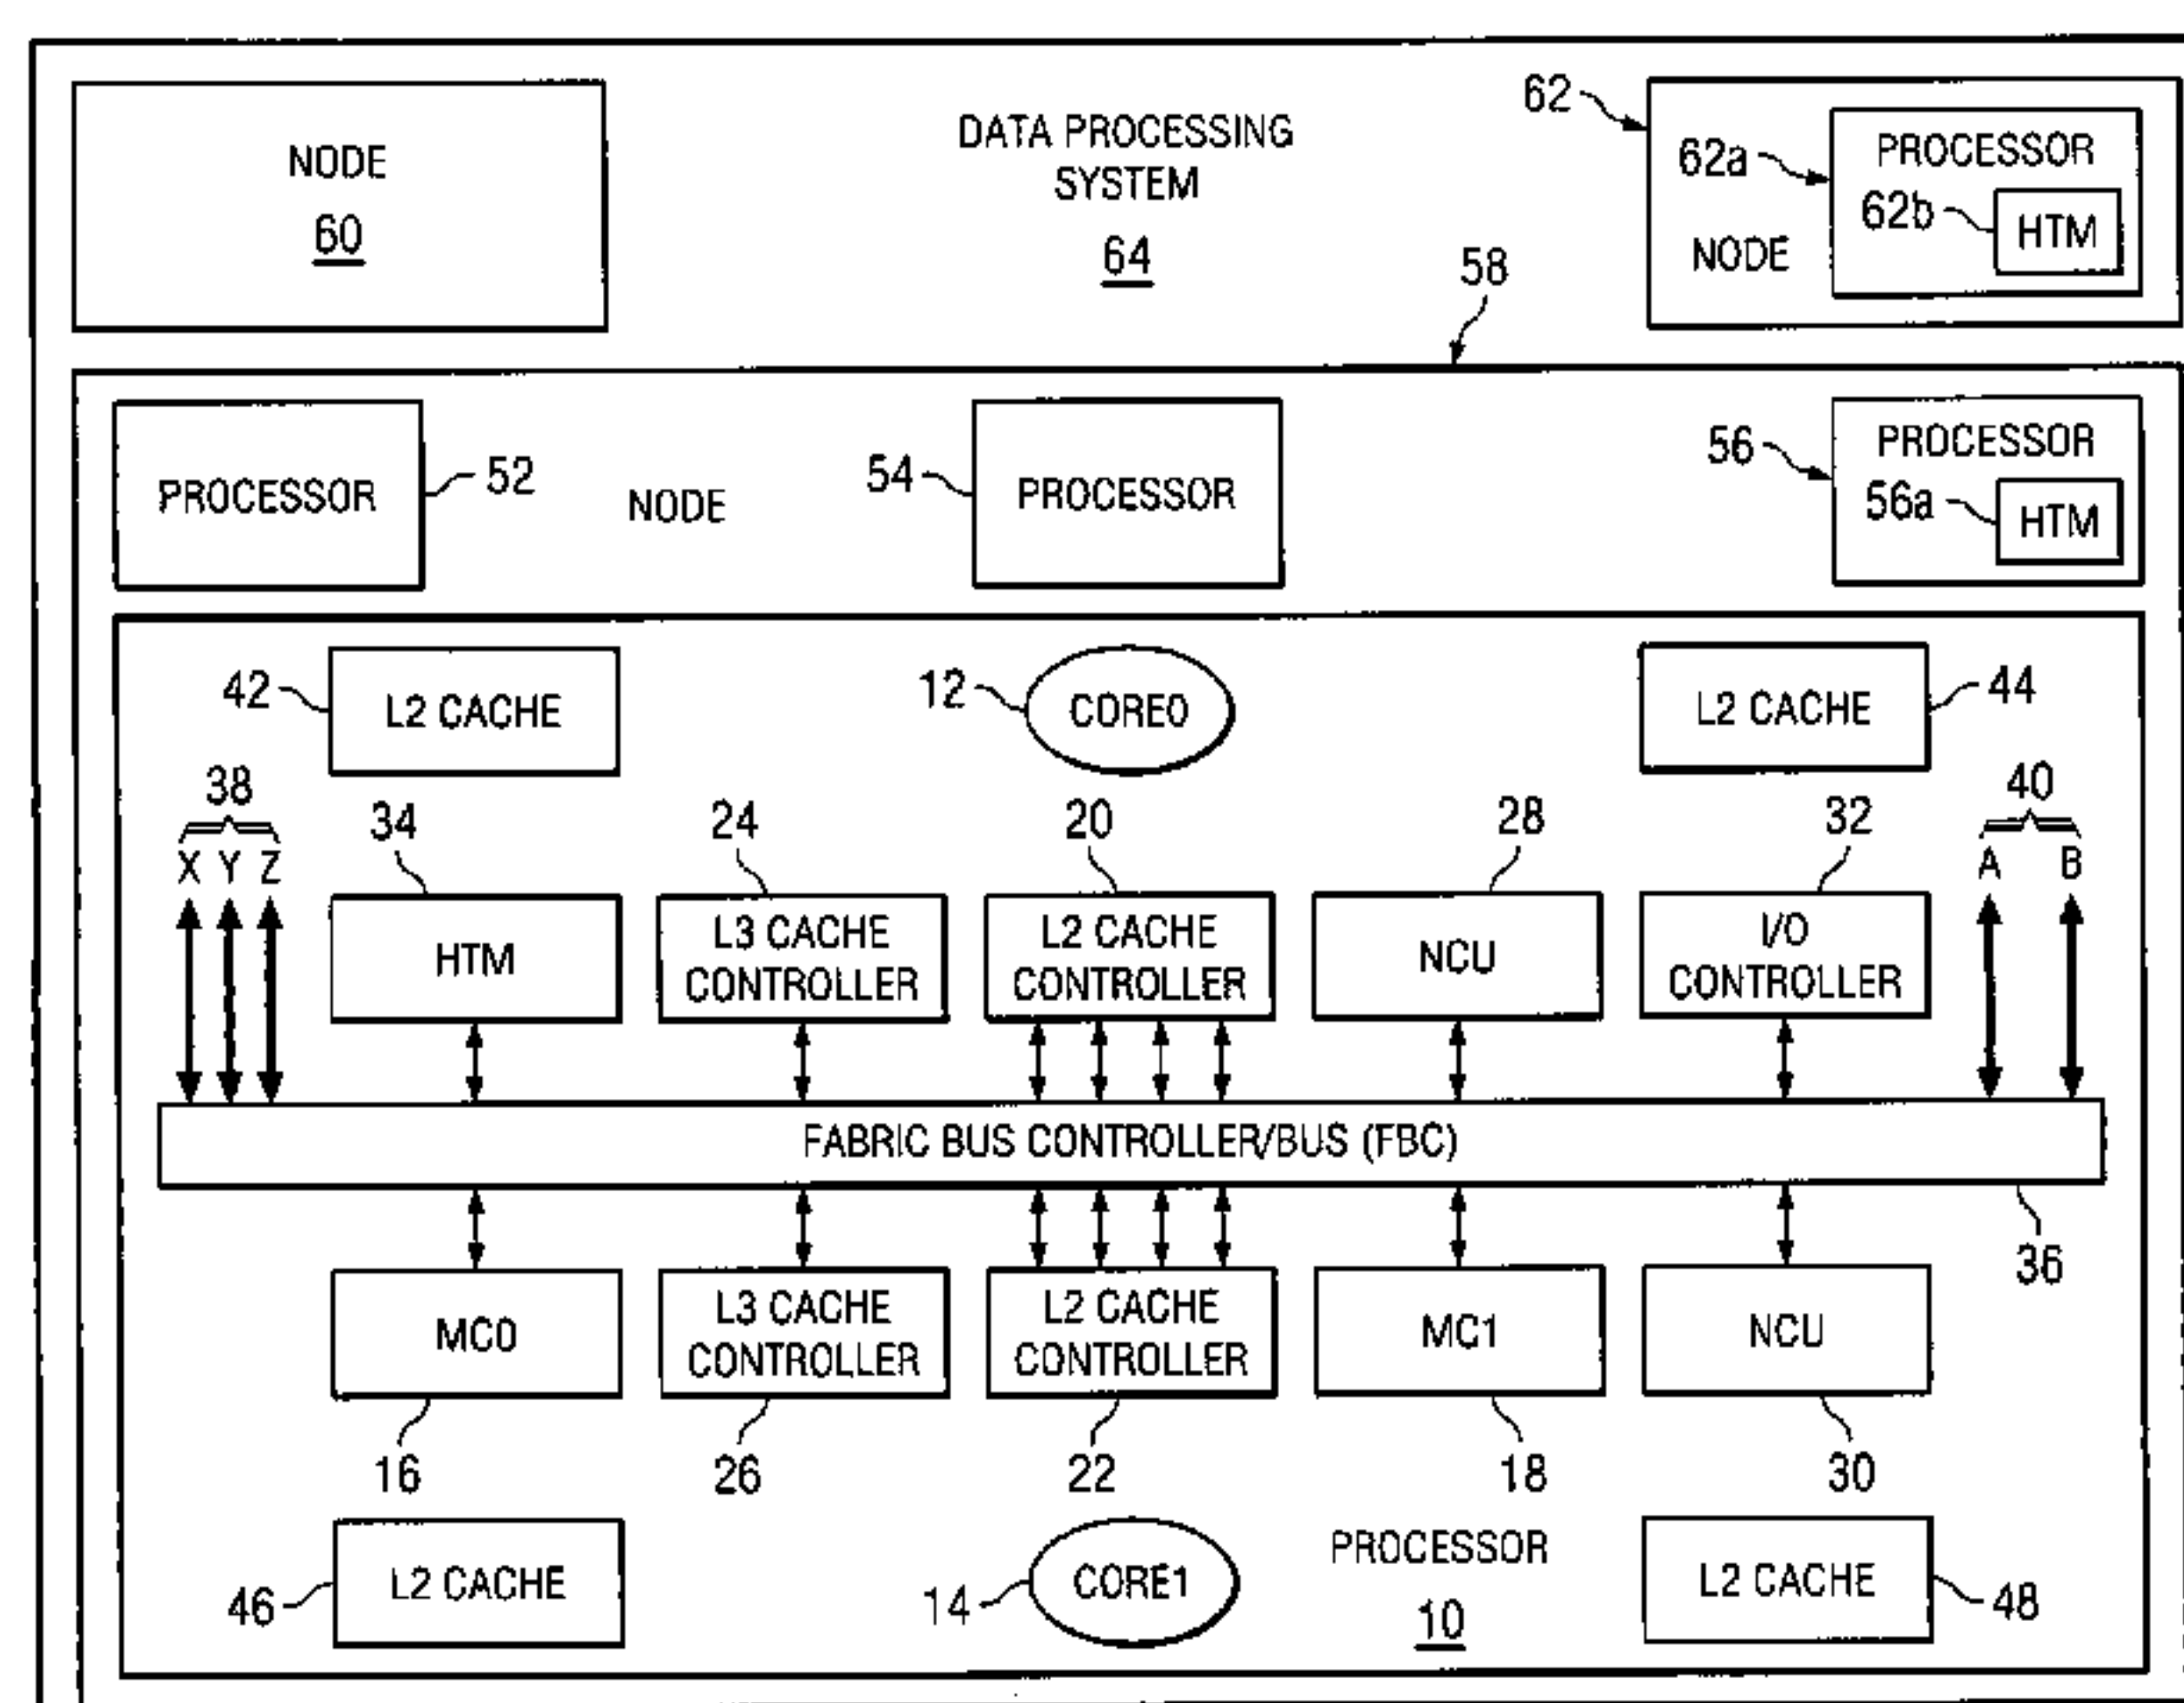 NODE
60
DATA PROCESSING
SYSTEM
64
62
62a
PROCESSOR
62b
HTM
NODE
58
PROCESSOR
52
NODE
54
PROCESSOR
56
PROCESSOR
56a
HTM
42
L2 CACHE
12
CORE0
L2 CACHE
44
38
X Y Z
34
24
20
28
32
40
A B
HTM
L3 CACHE
CONTROLLER
L2 CACHE
CONTROLLER
NCU
I/O
CONTROLLER
FABRIC BUS CONTROLLER/BUS (FBC)
36
MC0
L3 CACHE
CONTROLLER
L2 CACHE
CONTROLLER
MC1
NCU
16
26
22
18
30
46
L2 CACHE
14
CORE1
PROCESSOR
10
L2 CACHE
48